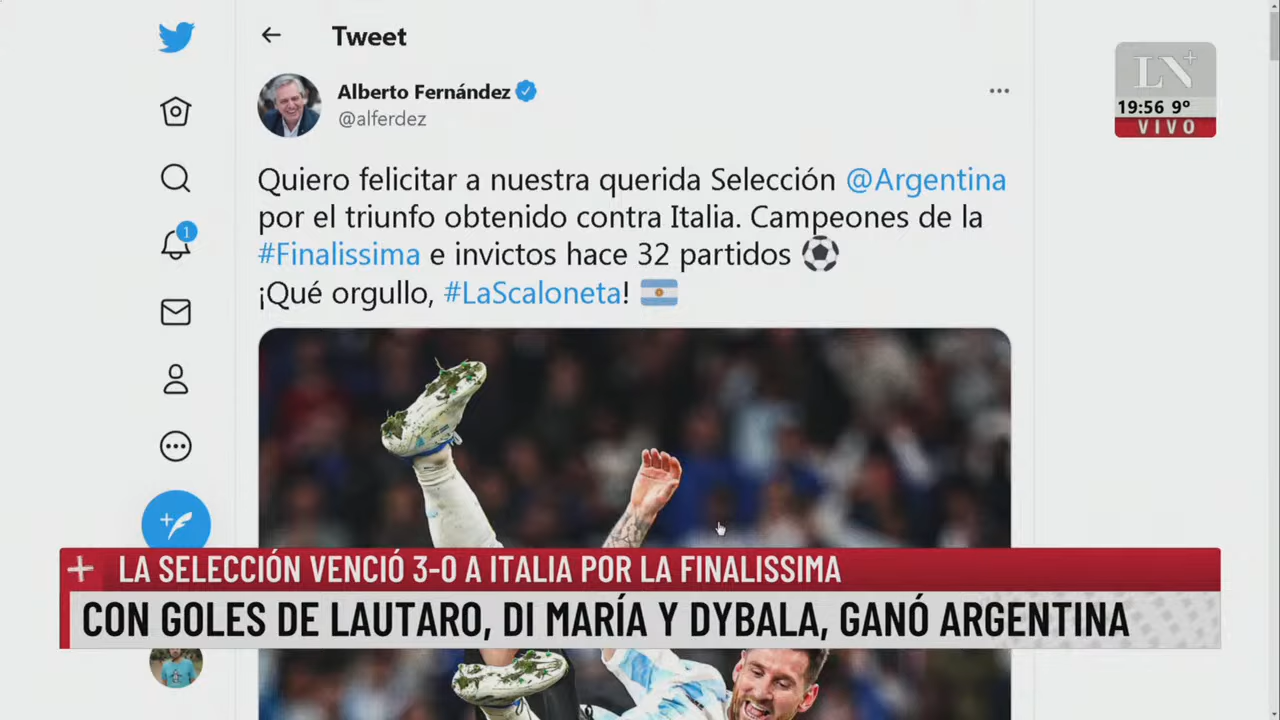 Tweet
Alberto Fernández
@alferdez
Quiero felicitar a nuestra querida Selección @Argentina
por el triunfo obtenido contra Italia. Campeones de la
#Finalissima e invictos hace 32 partidos
¡Qué orgullo, #LaScaloneta!
LN+
19:56 9º
VIVO
1
+ LA SELECCIÓN VENCIÓ 3-0 A ITALIA POR LA FINALISSIMA
CON GOLES DE LAUTARO, DI MARÍA Y DYBALA, GANÓ ARGENTINA